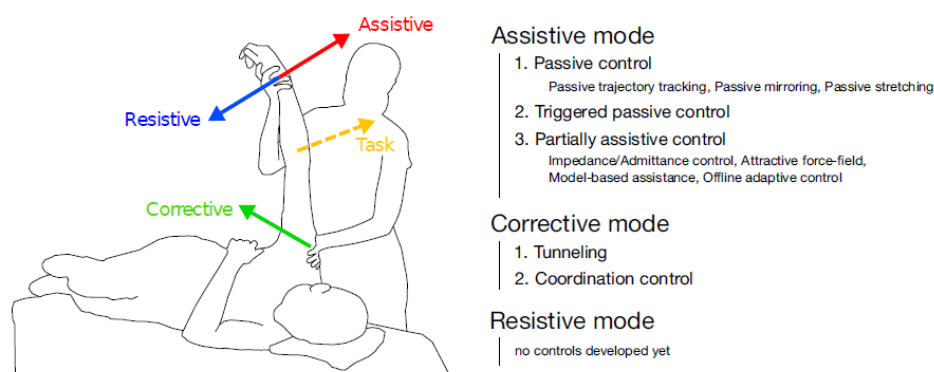 Assistive
Resistive
Task
Corrective
Assistive mode
1. Passive control
Passive trajectory tracking, Passive mirroring, Passive stretching
2. Triggered passive control
3. Partially assistive control
Impedance/Admittance control, Attractive force-field,
Model-based assistance, Offline adaptive control
Corrective mode
1. Tunneling
2. Coordination control
Resistive mode
no controls developed yet